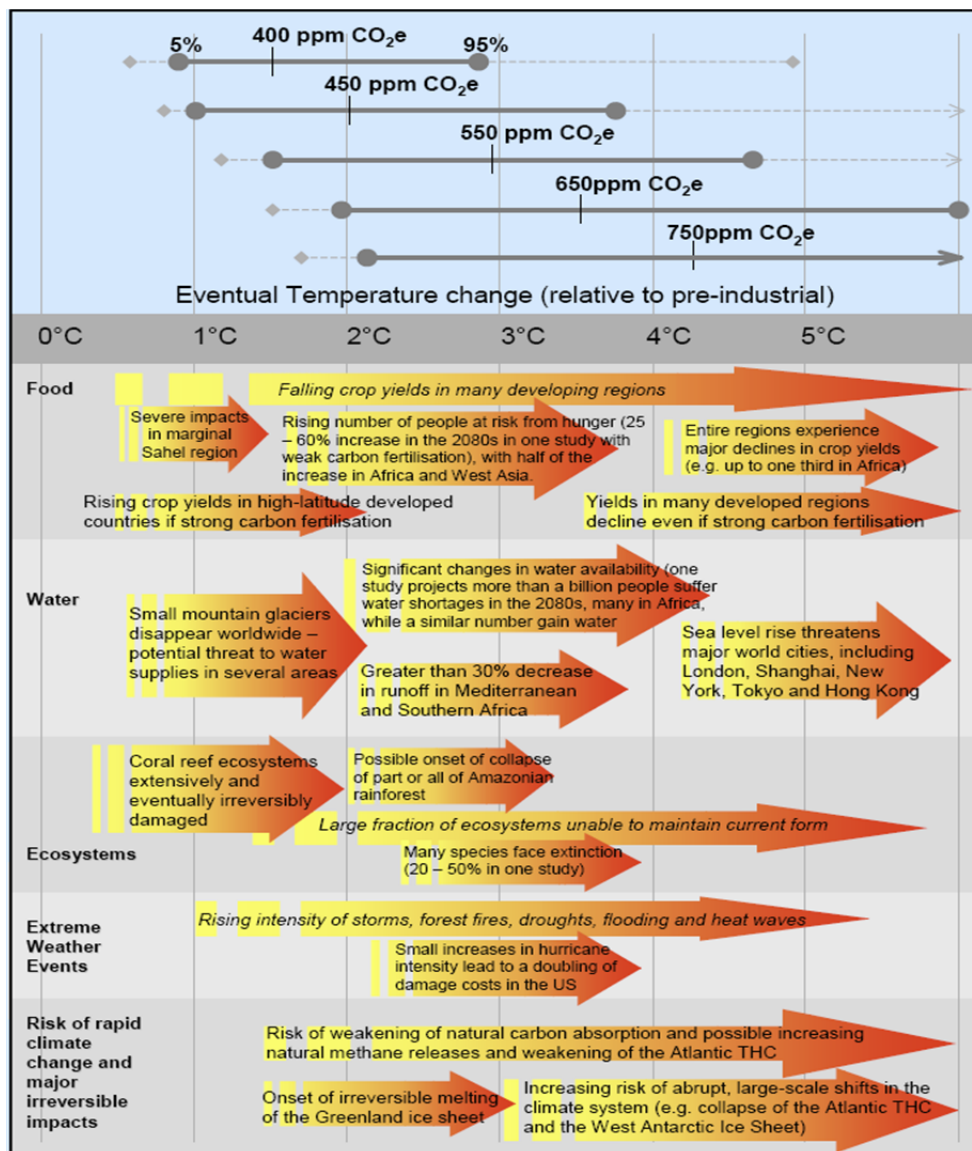 5%
400 ppm CO₂e
95%
450 ppm CO₂e
550 ppm CO₂e
650ppm CO₂e
750ppm CO₂e
Eventual Temperature change (relative to pre-industrial)
0°C 1°C 2°C 3°C 4°C 5°C
Food
Falling crop yields in many developing regions
Severe impacts
in marginal
Sahel region
Rising number of people at risk from hunger (25
– 60% increase in the 2080s in one study with
weak carbon fertilisation), with half of the
increase in Africa and West Asia.
Entire regions experience
major declines in crop yields
(e.g. up to one third in Africa)
Rising crop yields in high-latitude developed
countries if strong carbon fertilisation
Yields in many developed regions
decline even if strong carbon fertilisation
Water
Small mountain glaciers
disappear worldwide –
potential threat to water
supplies in several areas
Significant changes in water availability (one
study projects more than a billion people suffer
water shortages in the 2080s, many in Africa,
while a similar number gain water
Greater than 30% decrease
in runoff in Mediterranean
and Southern Africa
Sea level rise threatens
major world cities, including
London, Shanghai, New
York, Tokyo and Hong Kong
Ecosystems
Coral reef ecosystems
extensively and
eventually irreversibly
damaged
Possible onset of collapse
of part or all of Amazonian
rainforest
Large fraction of ecosystems unable to maintain current form
Many species face extinction
(20 – 50% in one study)
Extreme
Weather
Events
Rising intensity of storms, forest fires, droughts, flooding and heat waves
Small increases in hurricane
intensity lead to a doubling of
damage costs in the US
Risk of rapid
climate
change and
major
irreversible
impacts
Risk of weakening of natural carbon absorption and possible increasing
natural methane releases and weakening of the Atlantic THC
Onset of irreversible melting
of the Greenland ice sheet
Increasing risk of abrupt, large-scale shifts in the
climate system (e.g. collapse of the Atlantic THC
and the West Antarctic Ice Sheet)